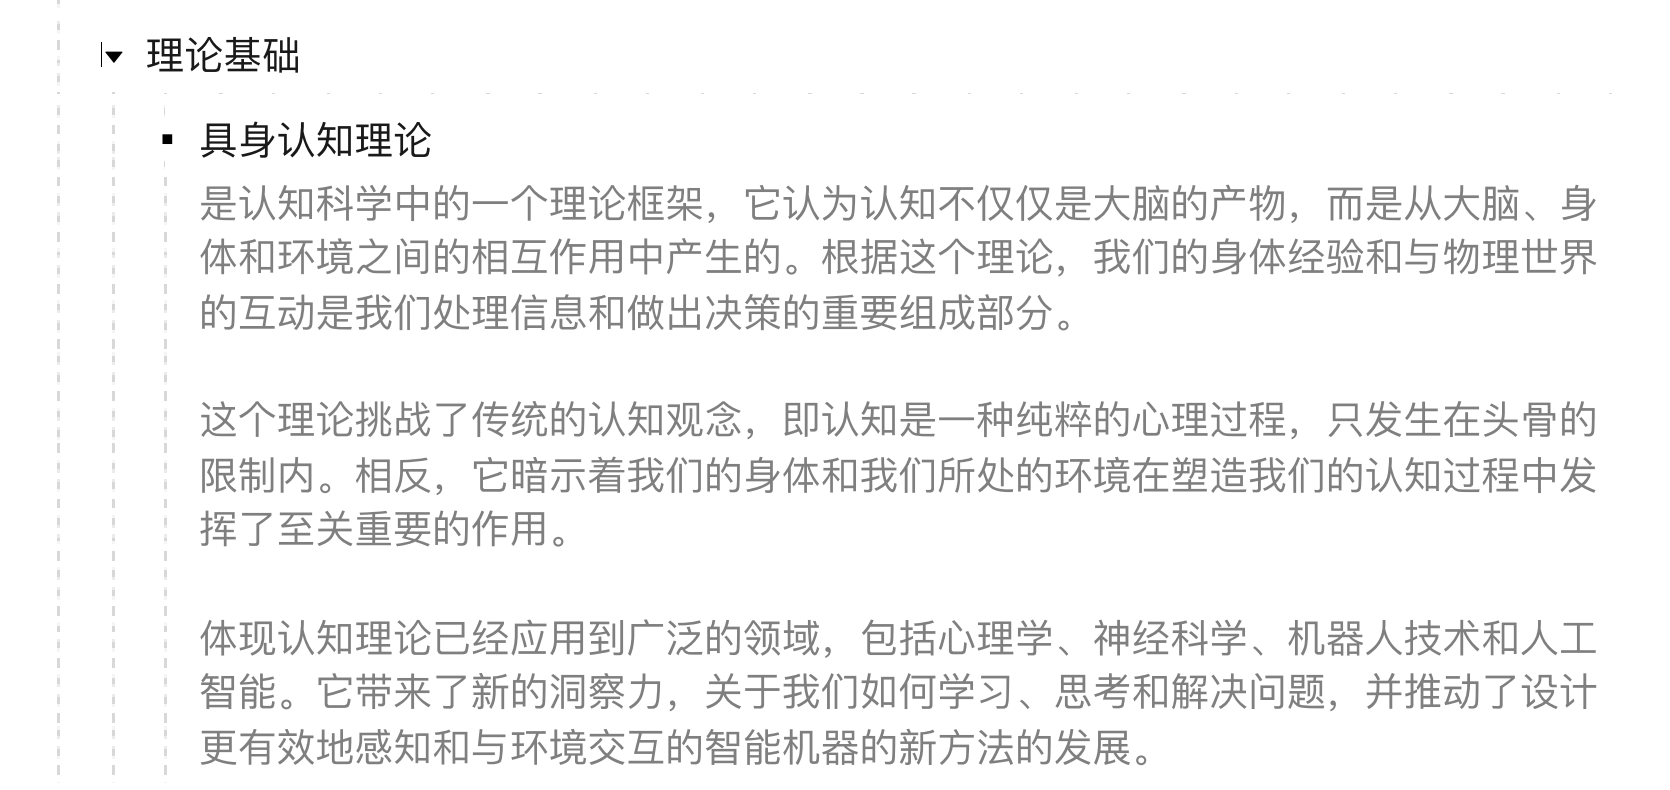 理论基础
具身认知理论
是认知科学中的一个理论框架，它认为认知不仅仅是大脑的产物，而是从大脑、身
体和环境之间的相互作用中产生的。根据这个理论，我们的身体经验和与物理世界
的互动是我们处理信息和做出决策的重要组成部分。
这个理论挑战了传统的认知观念，即认知是一种纯粹的心理过程，只发生在头骨的
限制内。相反，它暗示着我们的身体和我们所处的环境在塑造我们的认知过程中发
挥了至关重要的作用。
体现认知理论已经应用到广泛的领域，包括心理学、神经科学、机器人技术和人工
智能。它带来了新的洞察力，关于我们如何学习、思考和解决问题，并推动了设计
更有效地感知和与环境交互的智能机器的新方法的发展。